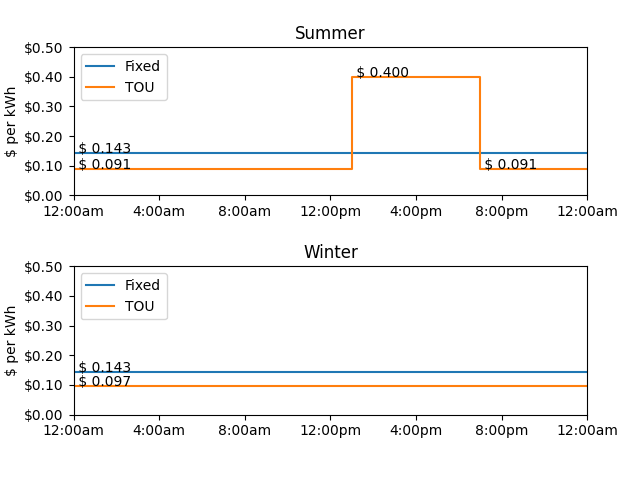 Summer
$0.50
$0.40
$0.30
$0.20
$0.10
$0.00
$ per kWh
Fixed
TOU
$ 0.400
$ 0.143
$ 0.091
$ 0.091
12:00am 4:00am 8:00am 12:00pm 4:00pm 8:00pm 12:00am
Winter
$0.50
$0.40
$0.30
$0.20
$0.10
$0.00
$ per kWh
Fixed
TOU
$ 0.143
$ 0.097
12:00am 4:00am 8:00am 12:00pm 4:00pm 8:00pm 12:00am